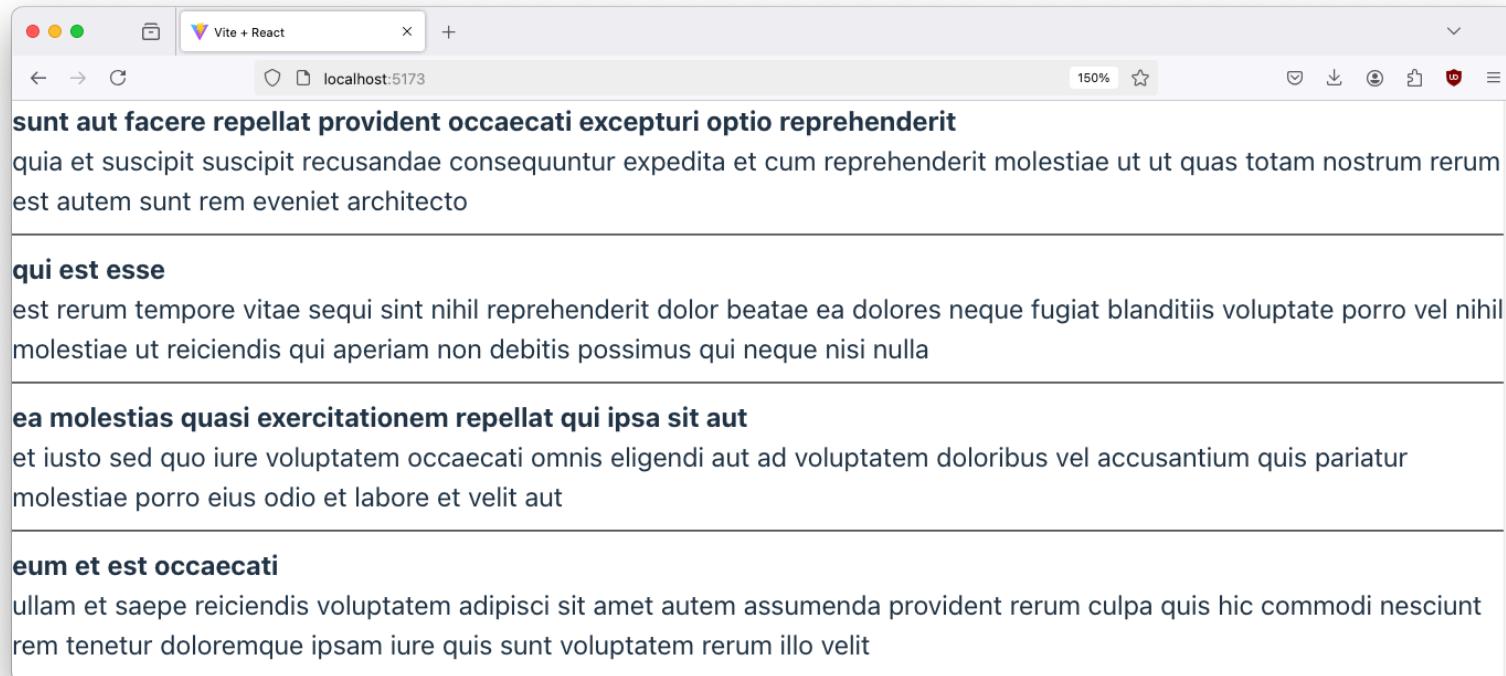 Vite + React
localhost:5173
150%
sunt aut facere repellat provident occaecati excepturi optio reprehenderit
quia et suscipit suscipit recusandae consequuntur expedita et cum reprehenderit molestiae ut ut quas totam nostrum rerum
est autem sunt rem eveniet architecto
qui est esse
est rerum tempore vitae sequi sint nihil reprehenderit dolor beatae ea dolores neque fugiat blanditiis voluptate porro vel nihil
molestiae ut reiciendis qui aperiam non debitis possimus qui neque nisi nulla
ea molestias quasi exercitationem repellat qui ipsa sit aut
et iusto sed quo iure voluptatem occaecati omnis eligendi aut ad voluptatem doloribus vel accusantium quis pariatur
molestiae porro eius odio et labore et velit aut
eum et est occaecati
ullam et saepe reiciendis voluptatem adipisci sit amet autem assumenda provident rerum culpa quis hic commodi nesciunt
rem tenetur doloremque ipsam iure quis sunt voluptatem rerum illo velit